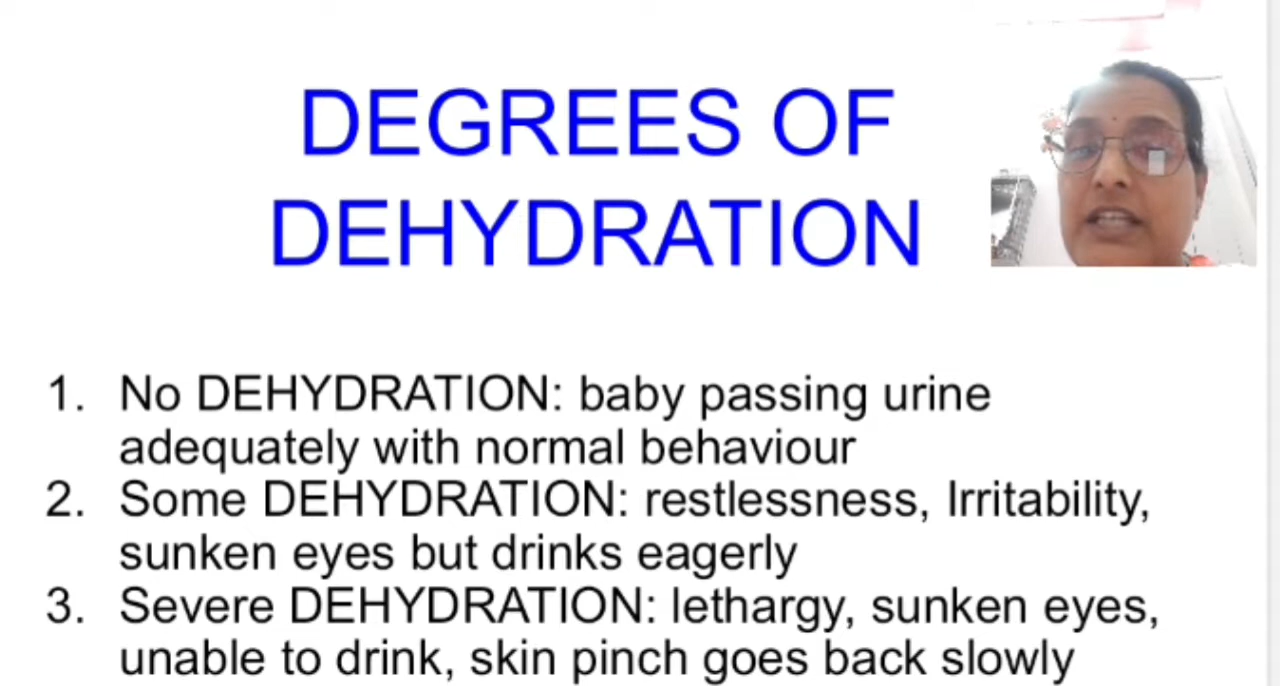 DEGREES OF
DEHYDRATION
1. No DEHYDRATION: baby passing urine
adequately with normal behaviour
2. Some DEHYDRATION: restlessness, Irritability,
sunken eyes but drinks eagerly
3. Severe DEHYDRATION: lethargy, sunken eyes,
unable to drink, skin pinch goes back slowly